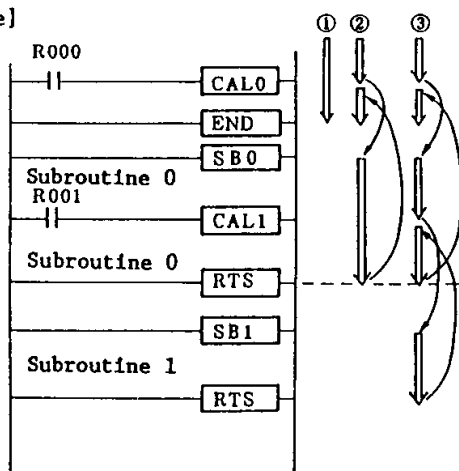 e]
① ② ③
R000
CAL0
END
SB0
Subroutine 0
R001
CAL1
Subroutine 0
RTS
SB1
Subroutine 1
RTS